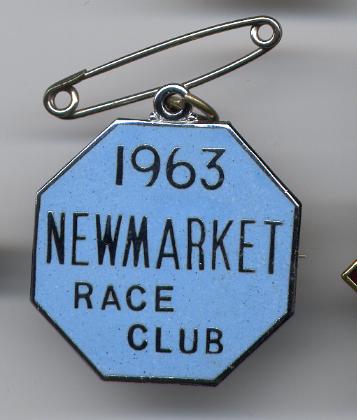 1963
NEWMARKET
RACE
CLUB